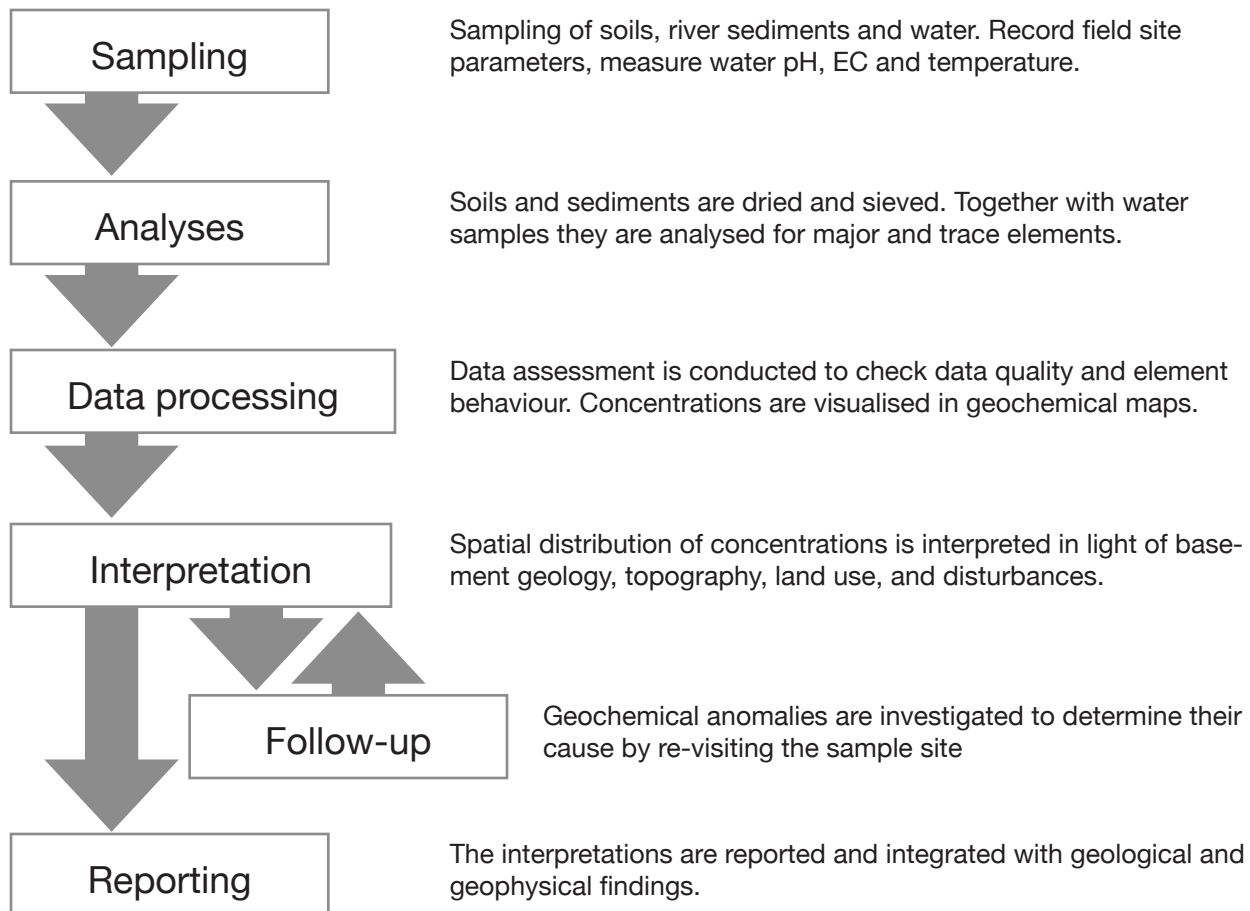 Sampling
Sampling of soils, river sediments and water. Record field site
parameters, measure water pH, EC and temperature.
Analyses
Soils and sediments are dried and sieved. Together with water
samples they are analysed for major and trace elements.
Data processing
Data assessment is conducted to check data quality and element
behaviour. Concentrations are visualised in geochemical maps.
Interpretation
Spatial distribution of concentrations is interpreted in light of base-
ment geology, topography, land use, and disturbances.
Follow-up
Geochemical anomalies are investigated to determine their
cause by re-visiting the sample site
Reporting
The interpretations are reported and integrated with geological and
geophysical findings.